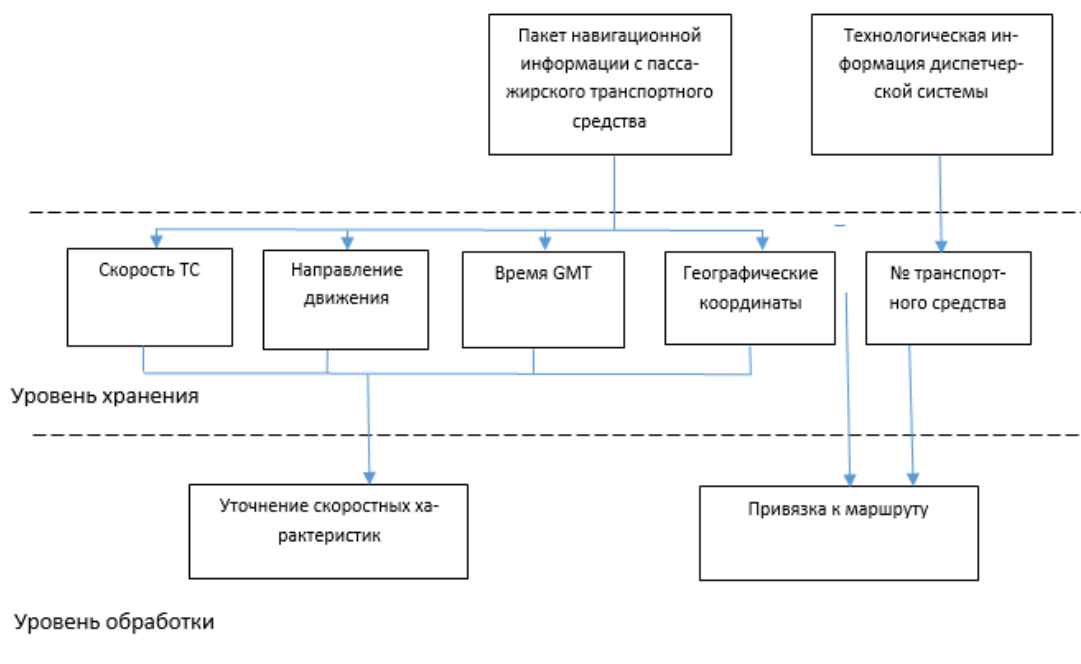 Пакет навигационной
информации с пасса-
жирского транспортного
средства
Технологическая ин-
формация диспетчер-
ской системы
Скорость ТС
Направление
движения
Время GMT
Географические
координаты
№ транспорт-
ного средства
Уровень хранения
Уточнение скоростных ха-
рактеристик
Привязка к маршруту
Уровень обработки